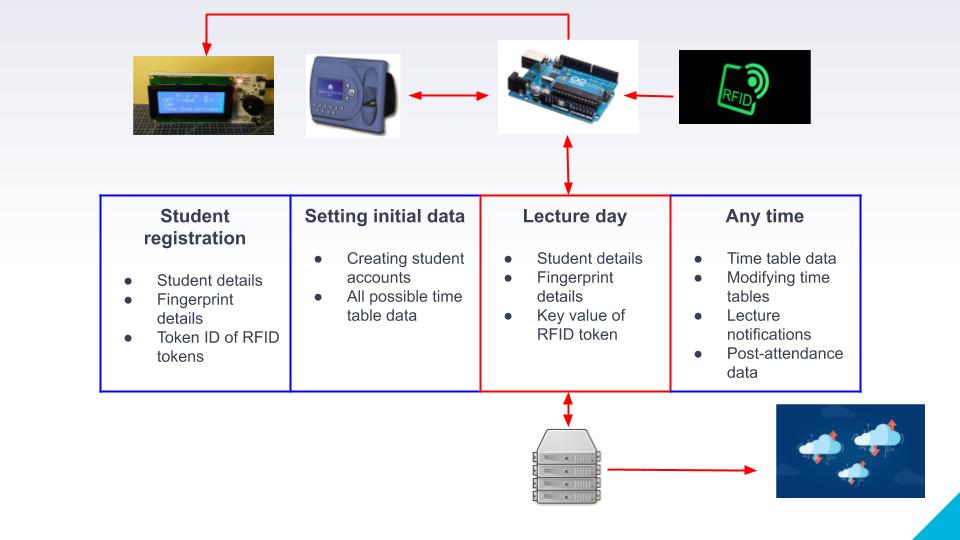 RFID
Student
registration
● Student details
● Fingerprint
details
● Token ID of RFID
tokens
Setting initial data
● Creating student
accounts
● All possible time
table data
Lecture day
● Student details
● Fingerprint
details
● Key value of
RFID token
Any time
● Time table data
● Modifying time
tables
● Lecture
notifications
● Post-attendance
data